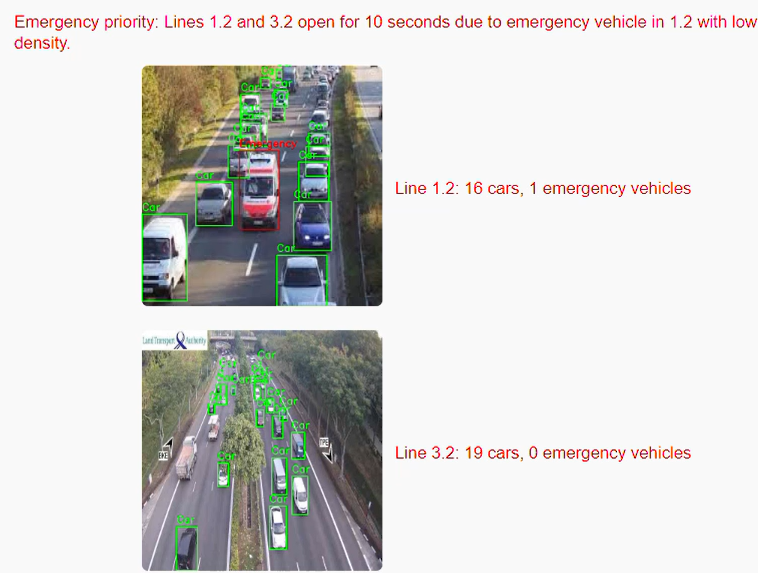 Emergency priority: Lines 1.2 and 3.2 open for 10 seconds due to emergency vehicle in 1.2 with low
density.
Car
Car
Car
Car
Emergency
Car
Car
Car
Car
Car
Car
Car
Line 1.2: 16 cars, 1 emergency vehicles
Land Transport Authority
Car
Car
Car
Car
Car
BKE
PIE
Car
Car
Car
Car
Car
Line 3.2: 19 cars, 0 emergency vehicles